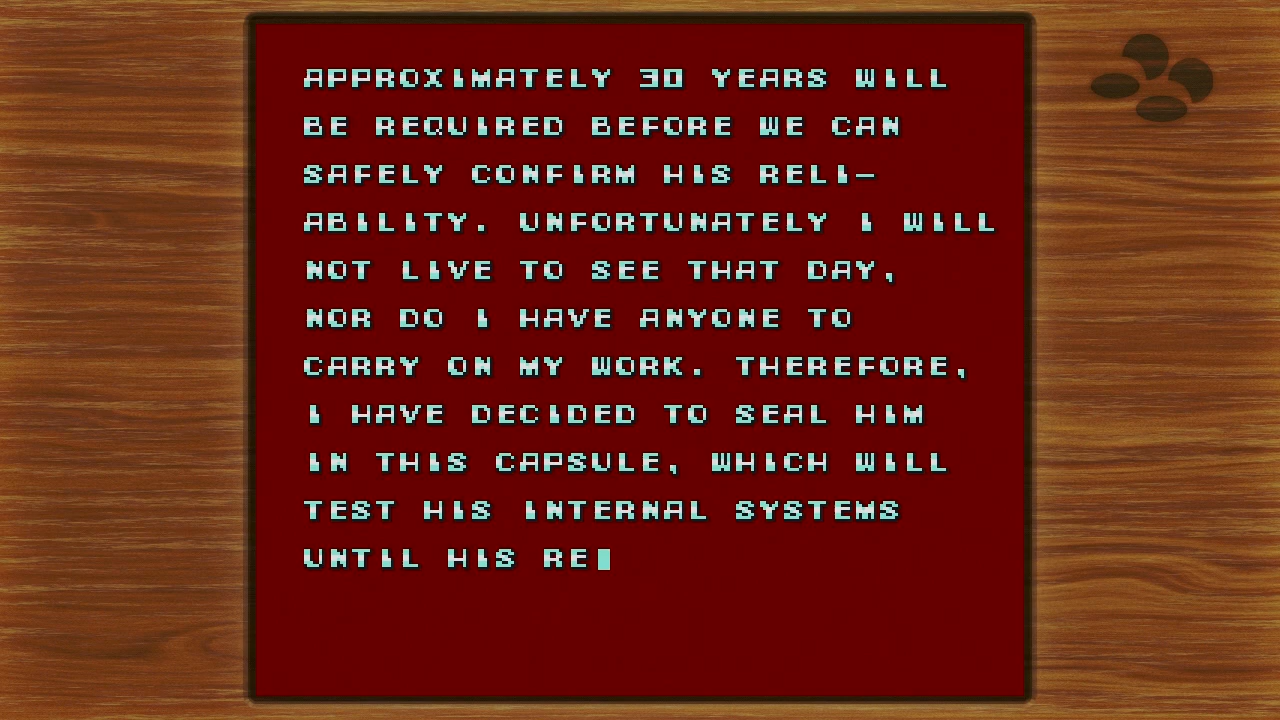 APPROXIMATELY 30 YEARS WILL
BE REQUIRED BEFORE WE CAN
SAFELY CONFIRM HIS RELI-
ABILITY. UNFORTUNATELY I WILL
NOT LIVE TO SEE THAT DAY,
NOR DO I HAVE ANYONE TO
CARRY ON MY WORK. THEREFORE,
I HAVE DECIDED TO SEAL HIM
IN THIS CAPSULE, WHICH WILL
TEST HIS INTERNAL SYSTEMS
UNTIL HIS RE